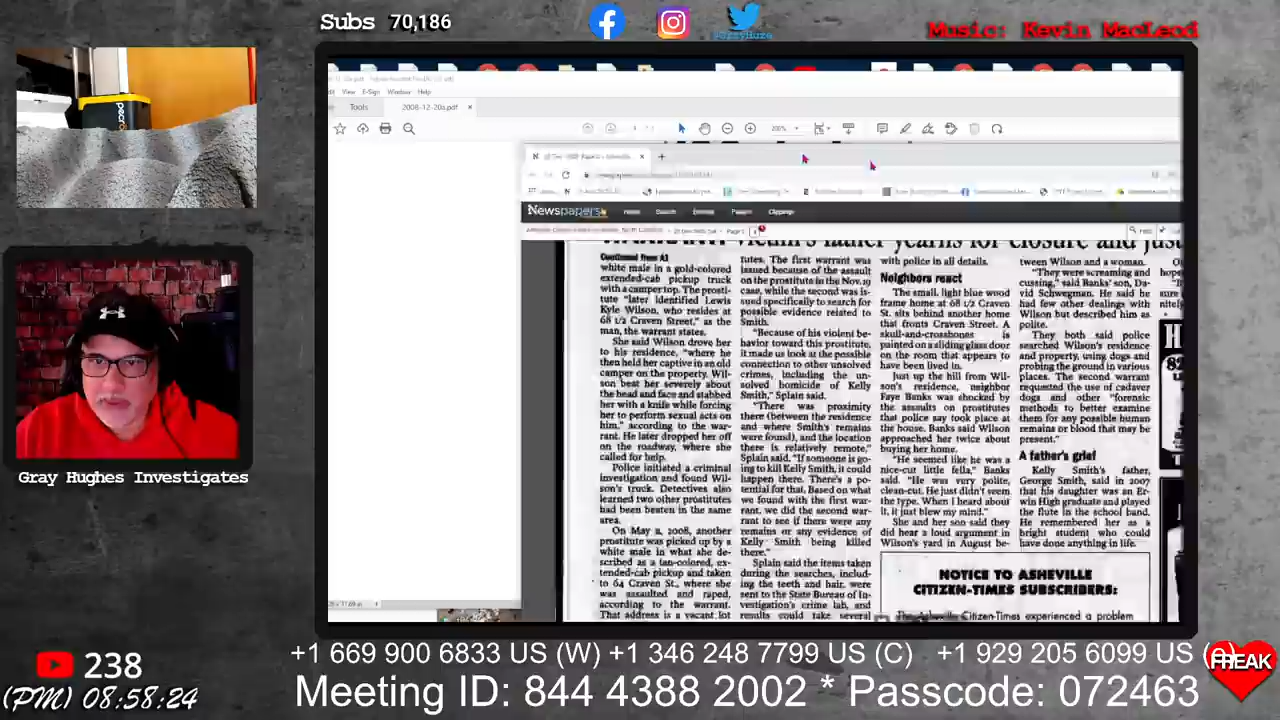 Subs 70,186
Music: Kevin MacLeod
View E-Sign Window Help
Tools
2008-12-20a.pdf
200%
Newspapers
Search
Clippings
WARRANT: Victim's father yearns for closure and just
Continued from A1
white male in a gold-colored
extended-cab pickup truck
with a camper top. The prosti-
tute "later identified Lewis
Kyle Wilson, who resides at
68 1/2 Craven Street," as the
man, the warrant states.
She said Wilson drove her
to his residence, "where he
then held her captive in an old
camper on the property. Wil-
son beat her severely about
the head and face and stabbed
her with a knife while forcing
her to perform sexual acts on
him," according to the war-
rant. He later dropped her off
on the roadway, where she
called for help.
Police initiated a criminal
investigation and found Wil-
son's truck. Detectives also
learned two other prostitutes
had been beaten in the same
area.
On May 2, 2008, another
prostitute was picked up by a
white male in what she de-
scribed as a tan-colored, ex-
tended-cab pickup and taken
to 64 Craven St., where she
was assaulted and raped,
according to the warrant.
That address is a vacant lot
tutes. The first warrant was
issued because of the assault
on the prostitute in the Nov. 19
case, while the second was is-
sued specifically to search for
possible evidence related to
Smith.
"Because of his violent be-
havior toward this prostitute,
it made us look at the possible
connection to other unsolved
crimes, including the un-
solved homicide of Kelly
Smith," Splain said.
"There was proximity
there (between the residence
and where Smith's remains
were found), and the location
there is relatively remote,"
Splain said. "If someone is go-
ing to kill Kelly Smith, it could
happen there. There's a po-
tential for that. Based on what
we found with the first war-
rant, we did the second war-
rant to see if there were any
remains or any evidence of
Kelly Smith being killed
there."
Splain said the items taken
during the searches, includ-
ing the teeth and hair, were
sent to the State Bureau of In-
vestigation's crime lab, and
results could take several
with police in all details.
Neighbors react
The small, light blue wood
frame home at 68 1/2 Craven
St. sits behind another home
that fronts Craven Street. A
skull-and-crossbones is
painted on a sliding glass door
on the room that appears to
have been lived in.
Just up the hill from Wil-
son's residence, neighbor
Faye Banks was shocked by
the assaults on prostitutes
that police say took place at
the house. Banks said Wilson
approached her twice about
buying her home.
"He seemed like he was a
nice-cut little fella," Banks
said. "He was very polite,
clean-cut. He just didn't seem
the type. When I heard about
it, it just blew my mind."
She and her son said they
did hear a loud argument in
Wilson's yard in August be-
tween Wilson and a woman.
"They were screaming and
cussing," said Banks' son, Da-
vid Schwegman. He said he
had few other dealings with
Wilson but described him as
polite.
They both said police
searched Wilson's residence
and property, using dogs and
probing the ground in various
places. The second warrant
requested the use of cadaver
dogs and other "forensic
methods to better examine
them for any possible human
remains or blood that may be
present."
A father's grief
Kelly Smith's father,
George Smith, said in 2007
that his daughter was an Er-
win High graduate and played
the flute in the school band.
He remembered her as a
bright student who could
have done anything in life.
NOTICE TO ASHEVILLE
CITIZEN-TIMES SUBSCRIBERS:
The Asheville Citizen-Times experienced a problem
Gray Hughes Investigates
238
(PM) 08:58:24
+1 669 900 6833 US (W) +1 346 248 7799 US (C) +1 929 205 6099 US
FREAK
Meeting ID: 844 4388 2002 * Passcode: 072463